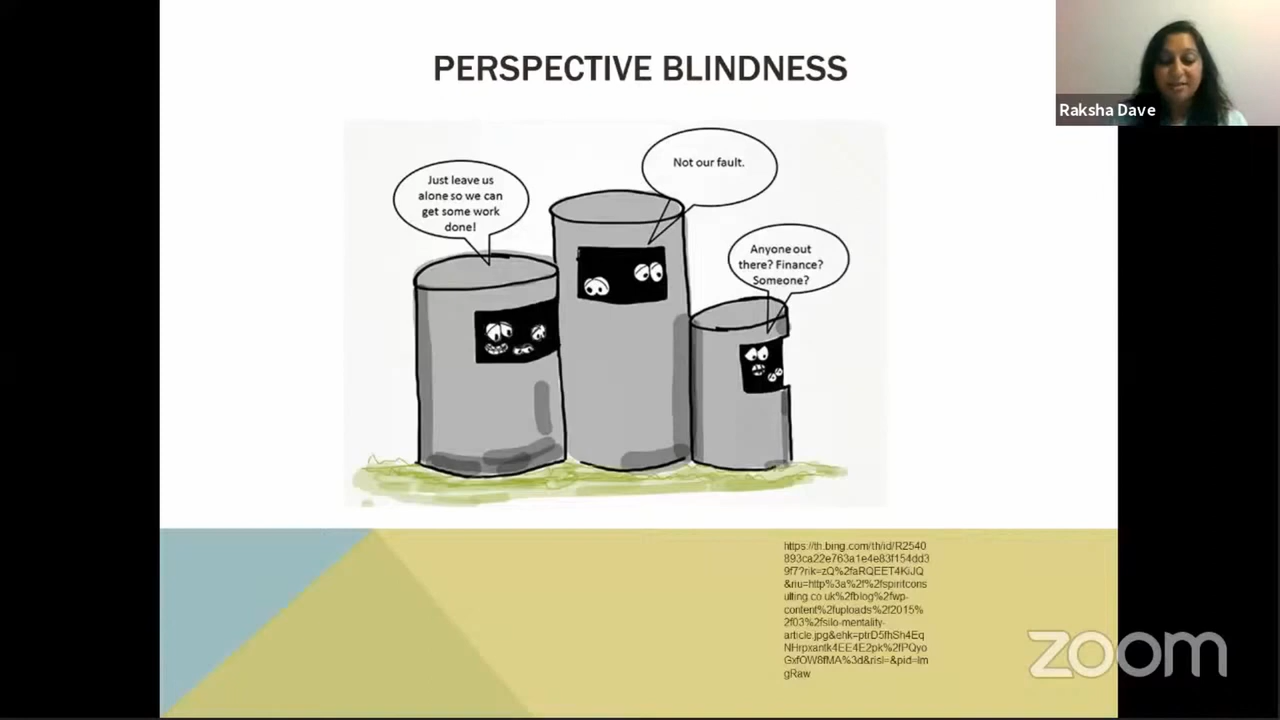 PERSPECTIVE BLINDNESS
Raksha Dave
Just leave us
alone so we can
get some work
done!
Not our fault.
Anyone out
there? Finance?
Someone?
https://th.bing.com/th/id/R2540
893ca22e763a1e4e83f154dd3
9f7?rik=zQ%2faRQEET4KiJQ
&riu=http%3a%2f%2fspiritcons
ulting.co.uk%2fblog%2fwp-
content%2fuploads%2f2015%
2f03%2fsilo-mentality-
article.jpg&ehk=ptrD5fhSh4Eq
NHrpxantk4EE4E2pk%2fPQyo
GxfOW8fMA%3d&risl=&pid=Im
gRaw
zoom